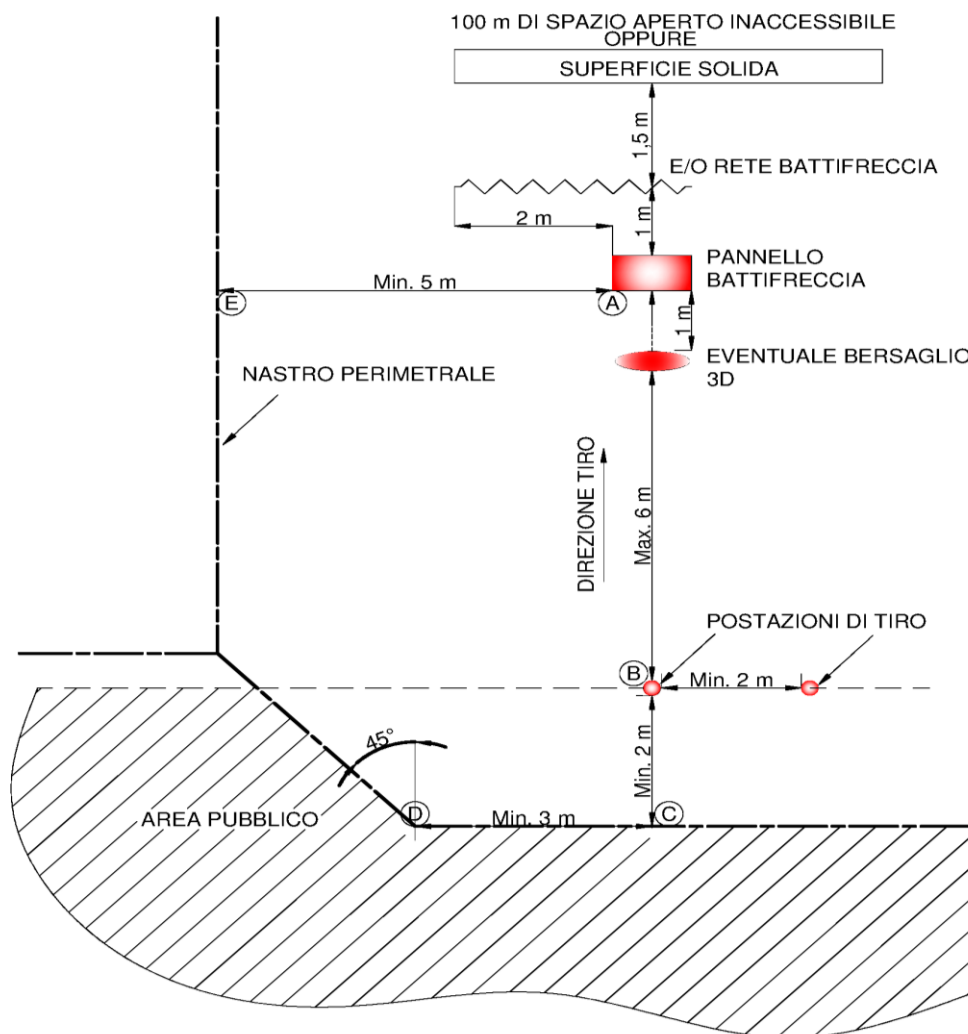 100 m DI SPAZIO APERTO INACCESSIBILE
OPPURE
SUPERFICIE SOLIDA
1,5 m
E/O RETE BATTIFRECCIA
2 m
1 m
PANNELLO
BATTIFRECCIA
Min. 5 m
E
A
1 m
EVENTUALE BERSAGLIO
3D
NASTRO PERIMETRALE
DIREZIONE TIRO
Max. 6 m
POSTAZIONI DI TIRO
B
Min. 2 m
45°
Min. 2 m
AREA PUBBLICO
D
Min. 3 m
C